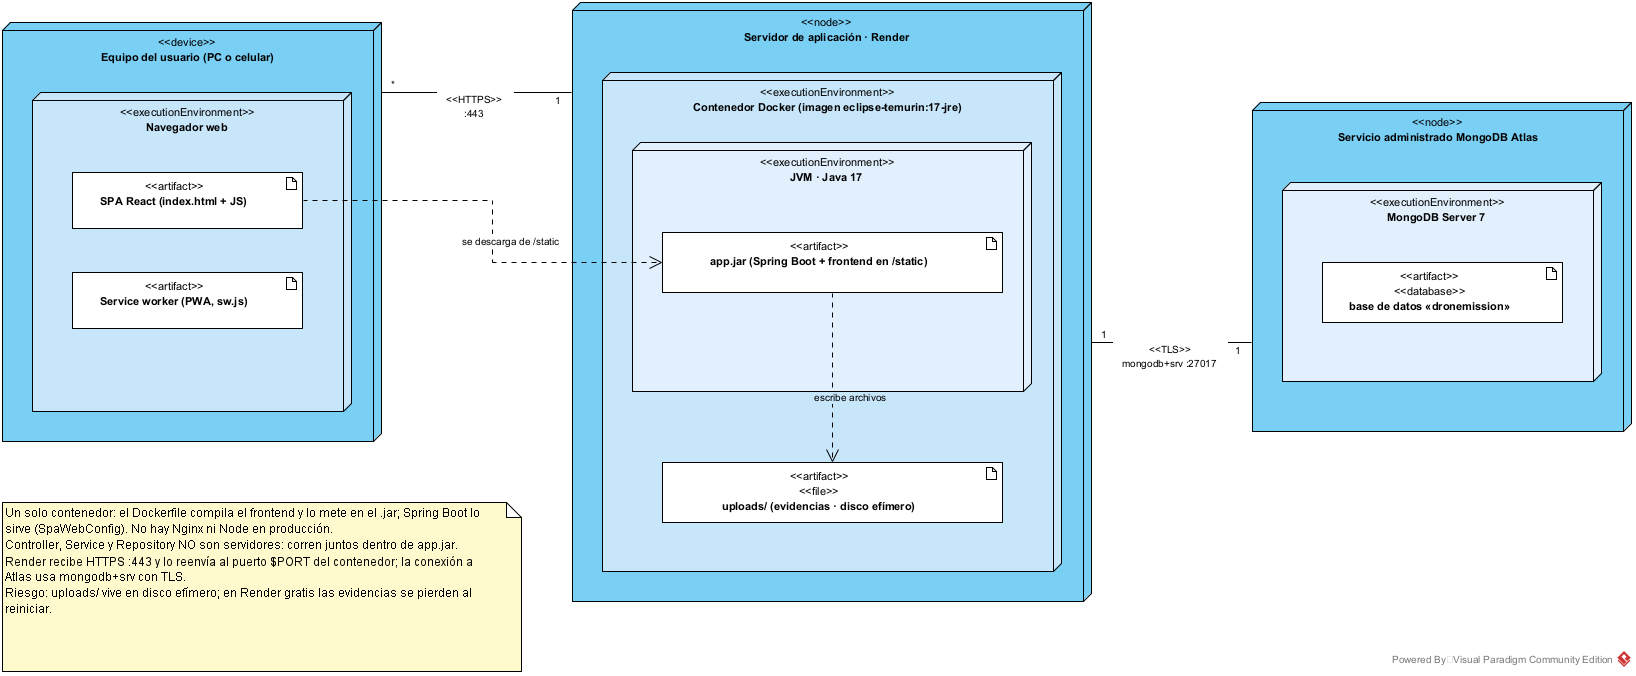 <<device>>
Equipo del usuario (PC o celular)
<<executionEnvironment>>
Navegador web
<<artifact>>
SPA React (index.html + JS)
<<artifact>>
Service worker (PWA, sw.js)
*
<<HTTPS>>
:443
1
se descarga de /static
<<node>>
Servidor de aplicación · Render
<<executionEnvironment>>
Contenedor Docker (imagen eclipse-temurin:17-jre)
<<executionEnvironment>>
JVM · Java 17
<<artifact>>
app.jar (Spring Boot + frontend en /static)
escribe archivos
<<artifact>>
<<file>>
uploads/ (evidencias · disco efímero)
1
<<TLS>>
mongodb+srv :27017
1
<<node>>
Servicio administrado MongoDB Atlas
<<executionEnvironment>>
MongoDB Server 7
<<artifact>>
<<database>>
base de datos «dronemission»
Un solo contenedor: el Dockerfile compila el frontend y lo mete en el .jar; Spring Boot lo
sirve (SpaWebConfig). No hay Nginx ni Node en producción.
Controller, Service y Repository NO son servidores: corren juntos dentro de app.jar.
Render recibe HTTPS :443 y lo reenvía al puerto $PORT del contenedor; la conexión a
Atlas usa mongodb+srv con TLS.
Riesgo: uploads/ vive en disco efímero; en Render gratis las evidencias se pierden al
reiniciar.
Powered By Visual Paradigm Community Edition